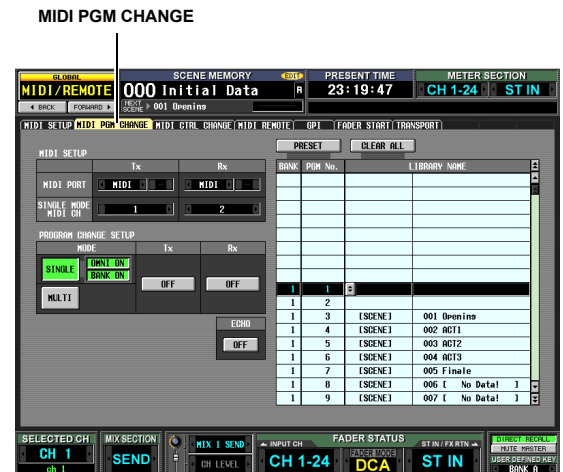 MIDI PGM CHANGE
GLOBAL SCENE MEMORY EDIT PRESENT TIME METER SECTION
MIDI/REMOTE 000 Initial Data R 23:19:47 CH 1-24 ST IN
BACK FORWARD NEXT SCENE 001 Opening
MIDI SETUP MIDI PGM CHANGE MIDI CTRL CHANGE MIDI REMOTE GPI FADER START TRANSPORT
PRESET CLEAR ALL
MIDI SETUP
Tx Rx
MIDI PORT MIDI - MIDI -
SINGLE MODE MIDI CH 1 2
PROGRAM CHANGE SETUP
MODE Tx Rx
SINGLE OMNI ON BANK ON
OFF OFF
MULTI
ECHO
OFF
BANK PGM No. LIBRARY NAME
1 1
1 2
1 3 [SCENE] 001 Opening
1 4 [SCENE] 002 ACT1
1 5 [SCENE] 003 ACT2
1 6 [SCENE] 004 ACT3
1 7 [SCENE] 005 Finale
1 8 [SCENE] 006 [ No Data! ]
1 9 [SCENE] 007 [ No Data! ]
SELECTED CH MIX SECTION MIX 1 SEND INPUT CH FADER STATUS ST IN / FX RTN DIRECT RECALL
MUTE MASTER
CH 1 SEND CH LEVEL CH 1-24 FADER MODE DCA ST IN USER DEFINED KEY
ch 1 BANK A